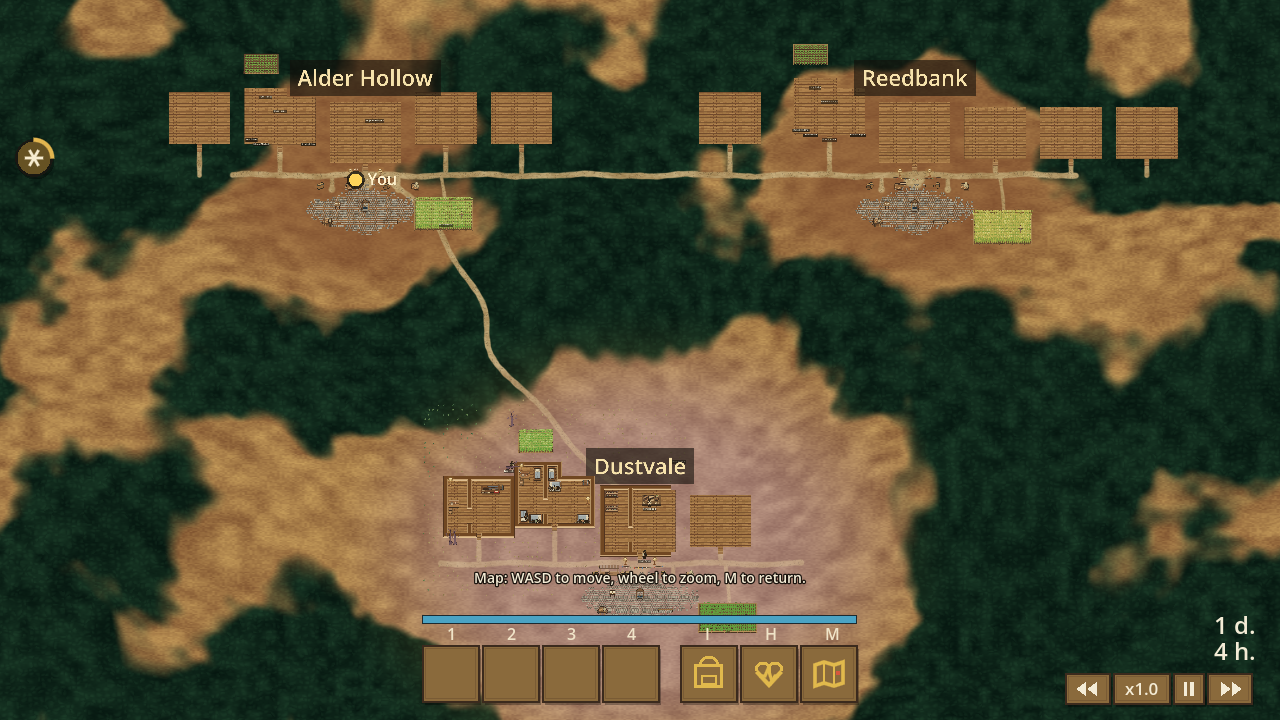 Alder Hollow
Reedbank
You
Dustvale
Map: WASD to move, wheel to zoom, M to return.
1 2 3 4 I H M
1 d.
4 h.
x1.0